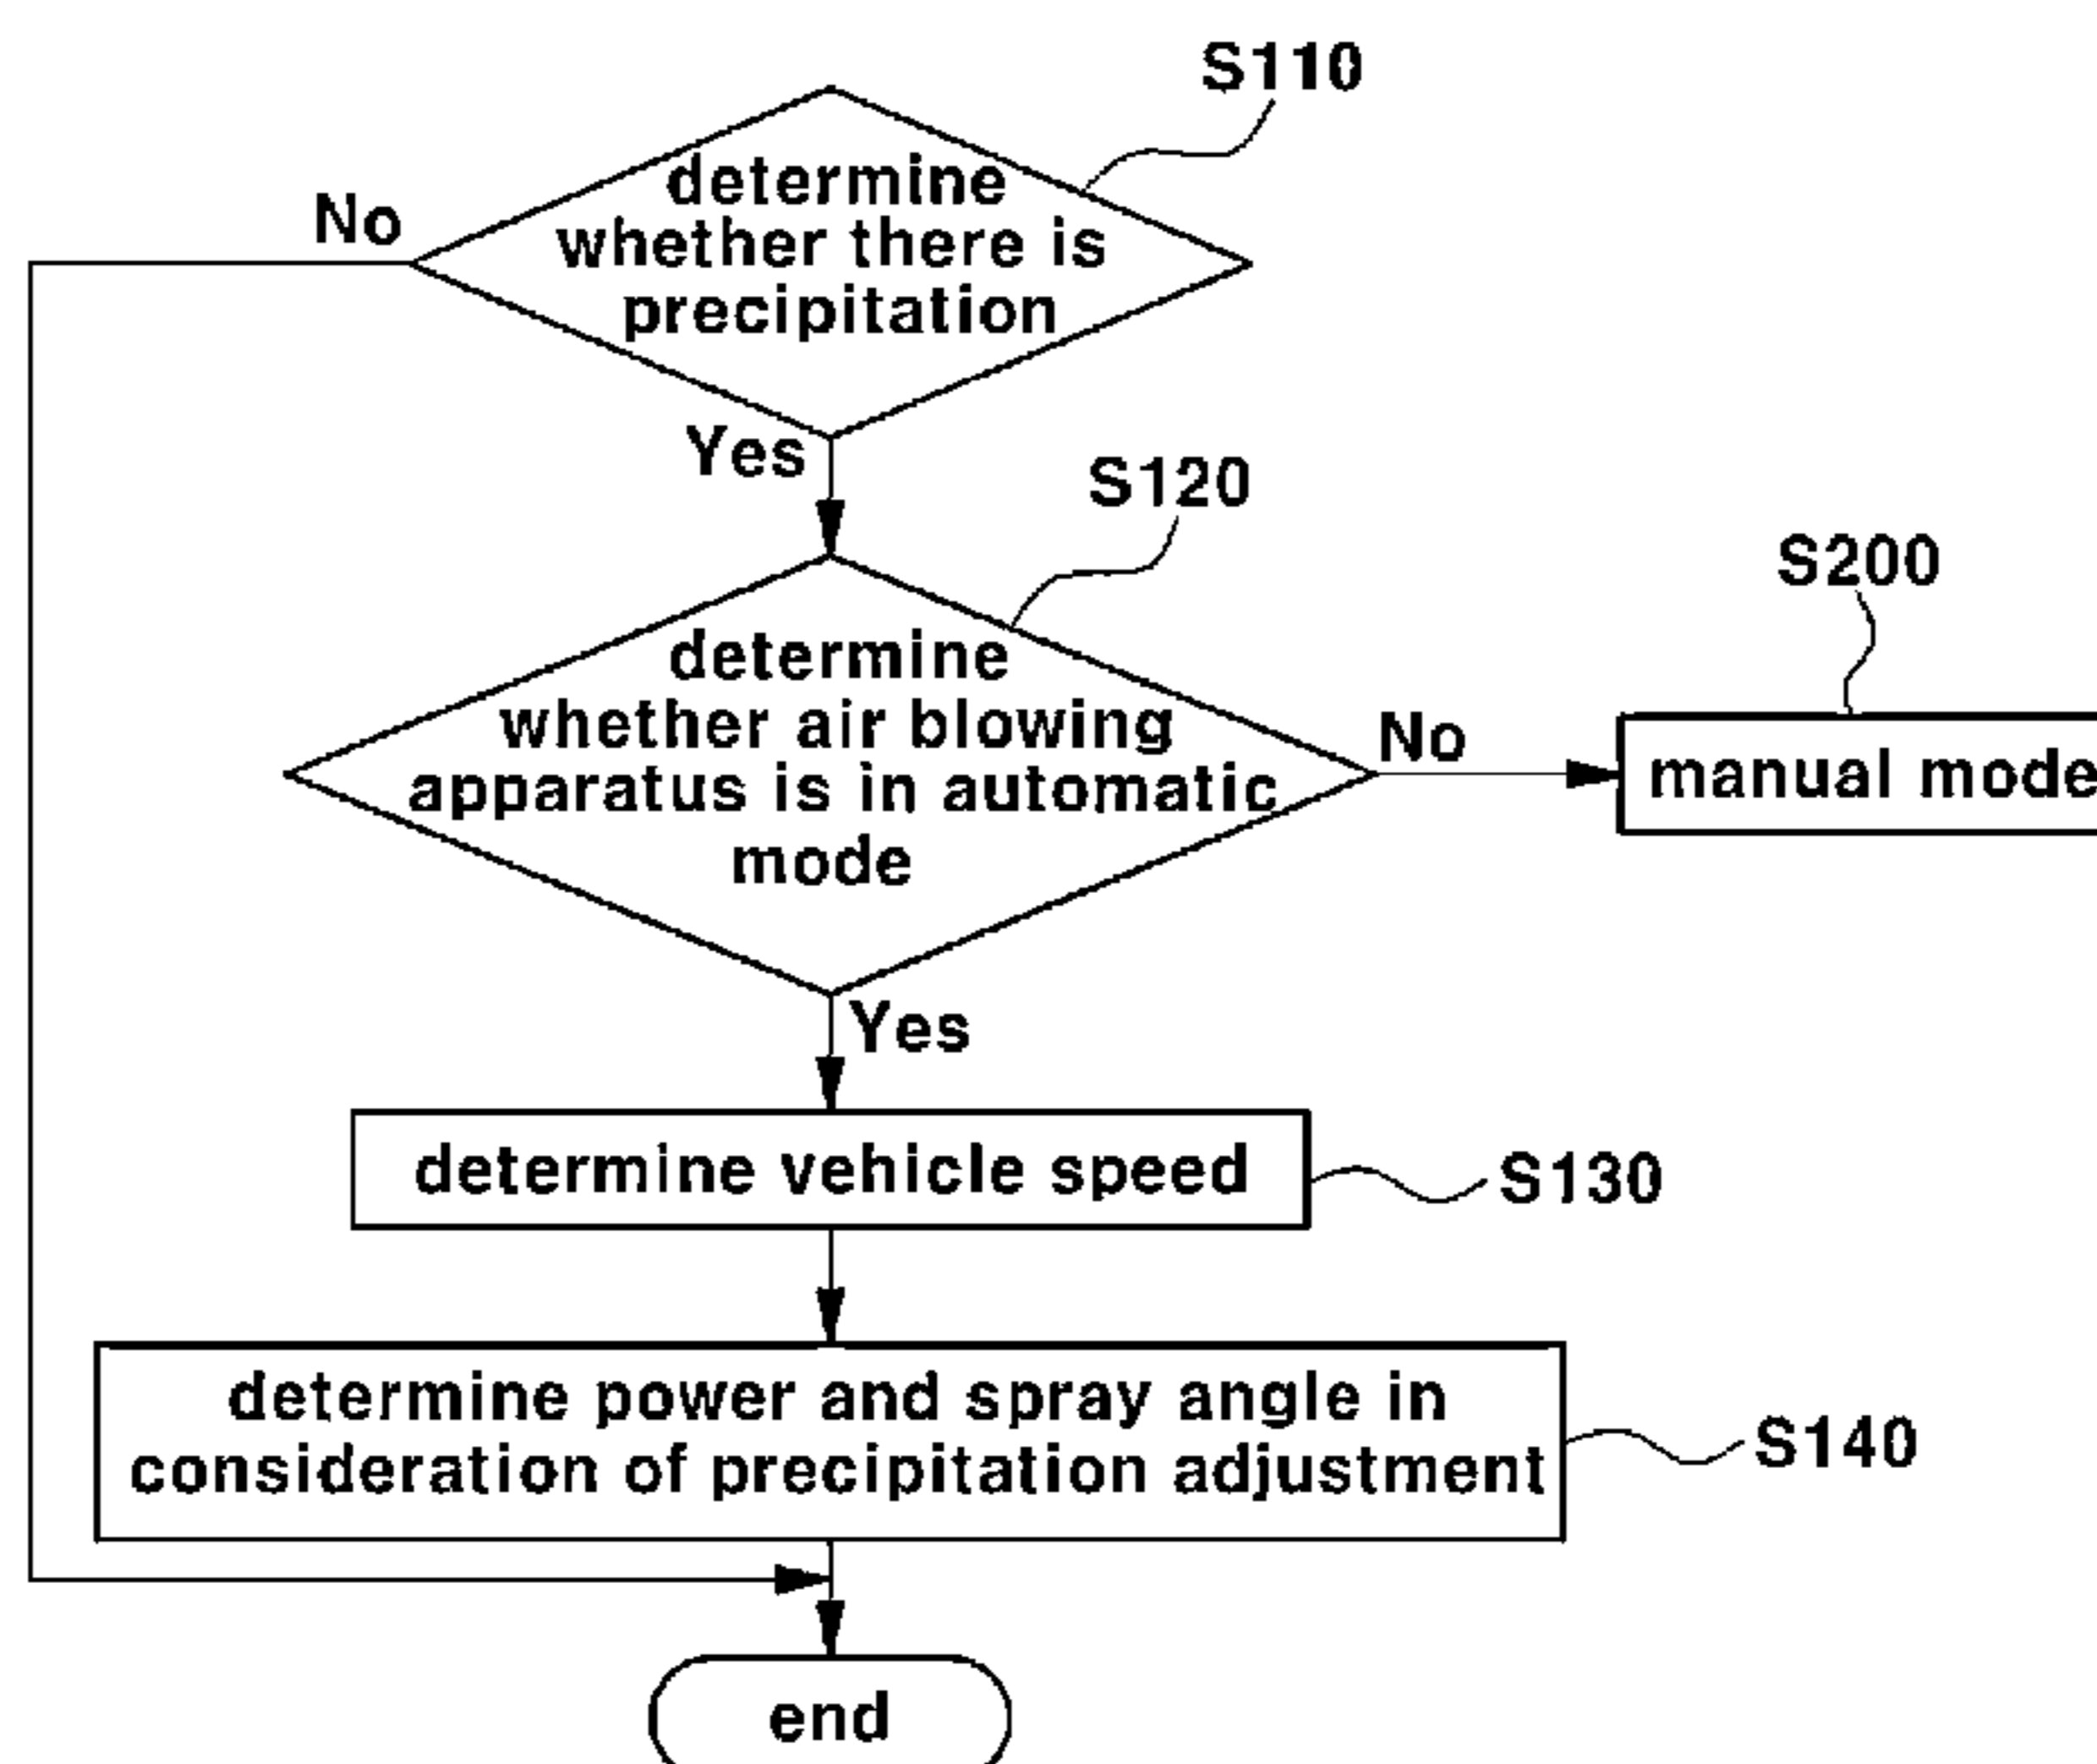 S110
determine
whether there is
precipitation
No
Yes
S120
determine
whether air blowing
apparatus is in automatic
mode
No
S200
manual mode
Yes
determine vehicle speed
S130
determine power and spray angle in
consideration of precipitation adjustment
S140
end